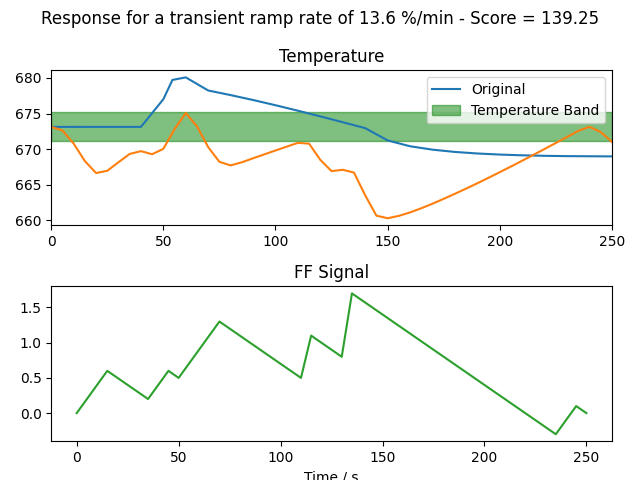 Response for a transient ramp rate of 13.6 %/min - Score = 139.25
Temperature
Original
Temperature Band
680
675
670
665
660
0 50 100 150 200 250
FF Signal
1.5
1.0
0.5
0.0
0 50 100 150 200 250
Time / s